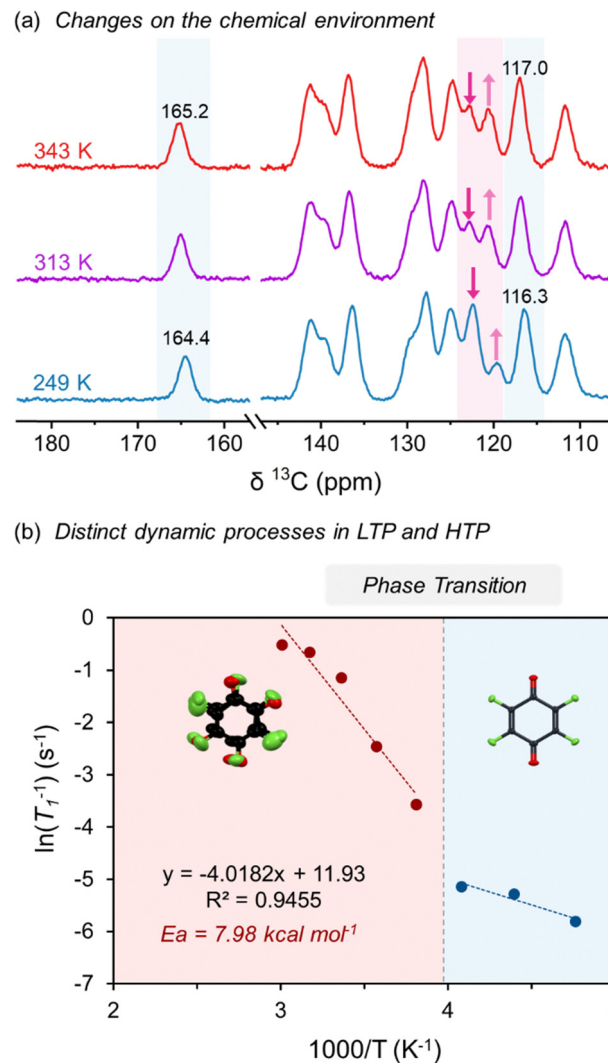 (a) Changes on the chemical environment
117.0
165.2
343 K
313 K
116.3
164.4
249 K
180 170 160 140 130 120 110
δ ¹³C (ppm)
(b) Distinct dynamic processes in LTP and HTP
Phase Transition
0
-1
-2
-3
-4
-5
-6
-7
ln(T₁⁻¹) (s⁻¹)
y = -4.0182x + 11.93
R² = 0.9455
Ea = 7.98 kcal mol⁻¹
2 3 4
1000/T (K⁻¹)